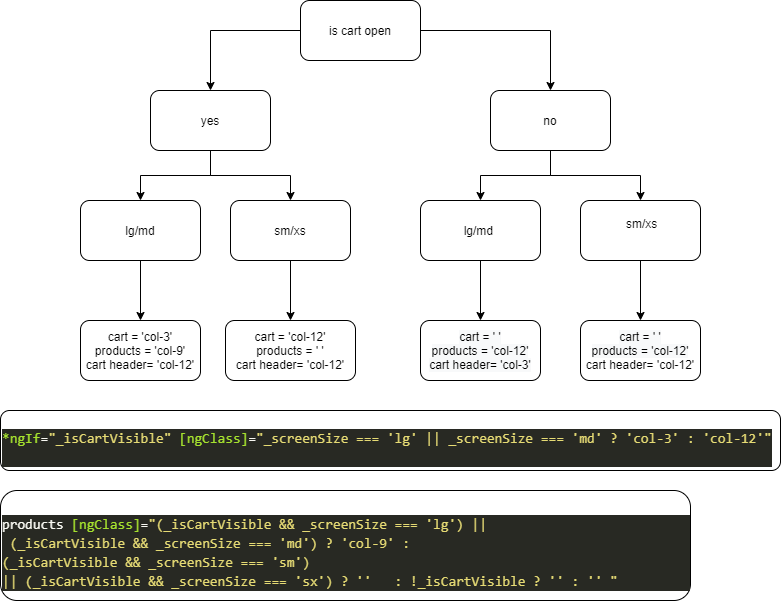 is cart open
yes
no
lg/md
sm/xs
lg/md
sm/xs
cart = 'col-3'
products = 'col-9'
cart header= 'col-12'
cart = 'col-12'
products = ' '
cart header= 'col-12'
cart = ' '
products = 'col-12'
cart header= 'col-3'
cart = ' '
products = 'col-12'
cart header= 'col-12'
*ngIf="_isCartVisible" [ngClass]="_screenSize === 'lg' || _screenSize === 'md' ? 'col-3' : 'col-12'"
products [ngClass]="(_isCartVisible && _screenSize === 'lg') ||
(_isCartVisible && _screenSize === 'md') ? 'col-9' :
(_isCartVisible && _screenSize === 'sm')
|| (_isCartVisible && _screenSize === 'sx') ? ''   : !_isCartVisible ? '' : '' "